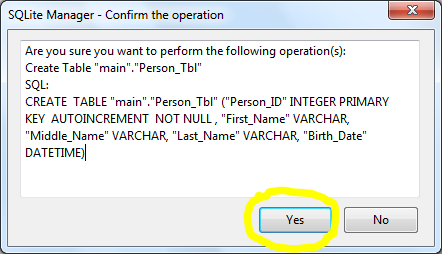 SQLite Manager - Confirm the operation
Are you sure you want to perform the following operation(s):
Create Table "main"."Person_Tbl"
SQL:
CREATE  TABLE "main"."Person_Tbl" ("Person_ID" INTEGER PRIMARY
KEY  AUTOINCREMENT  NOT NULL , "First_Name" VARCHAR,
"Middle_Name" VARCHAR, "Last_Name" VARCHAR, "Birth_Date"
DATETIME)
Yes No